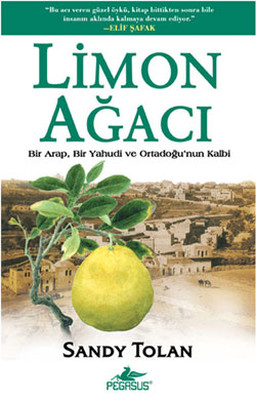 "Bu acı veren güzel öykü, kitap bittikten sonra bile
insanın aklında kalmaya devam ediyor."
—ELİF ŞAFAK
LİMON
AĞACI
Bir Arap, Bir Yahudi ve Ortadoğu'nun Kalbi
SANDY TOLAN
PEGASUS